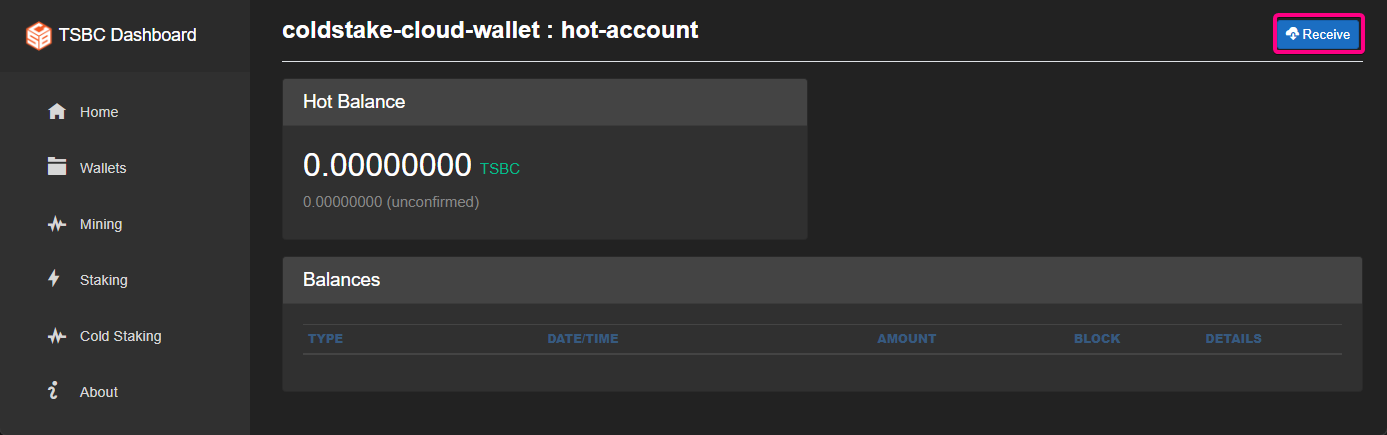 TSBC Dashboard
Home
Wallets
Mining
Staking
Cold Staking
About
coldstake-cloud-wallet : hot-account
Receive
Hot Balance
0.00000000 TSBC
0.00000000 (unconfirmed)
Balances
TYPE DATE/TIME AMOUNT BLOCK DETAILS